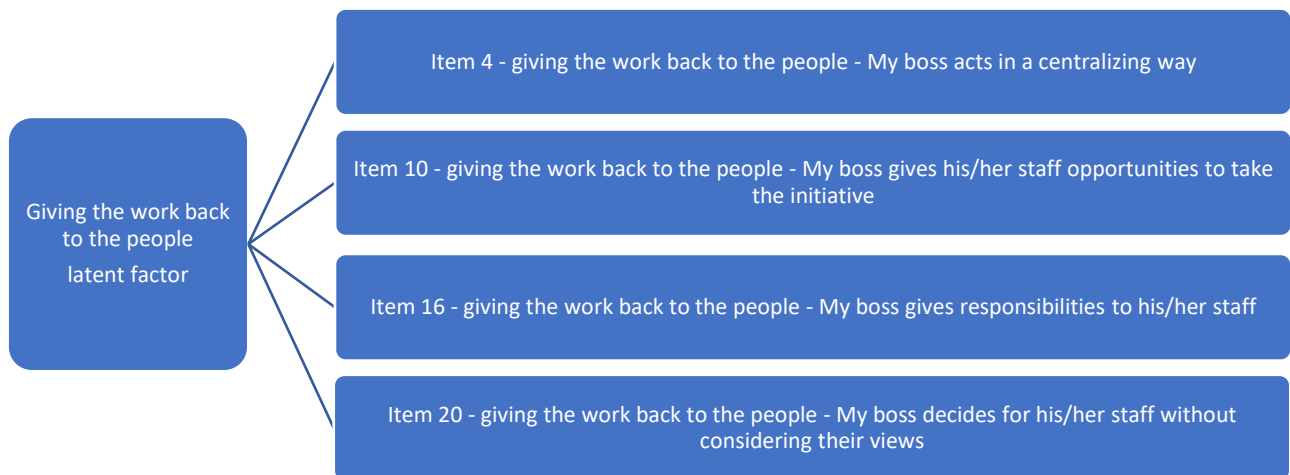 Giving the work back
to the people
latent factor
Item 4 - giving the work back to the people - My boss acts in a centralizing way
Item 10 - giving the work back to the people - My boss gives his/her staff opportunities to take
the initiative
Item 16 - giving the work back to the people - My boss gives responsibilities to his/her staff
Item 20 - giving the work back to the people - My boss decides for his/her staff without
considering their views